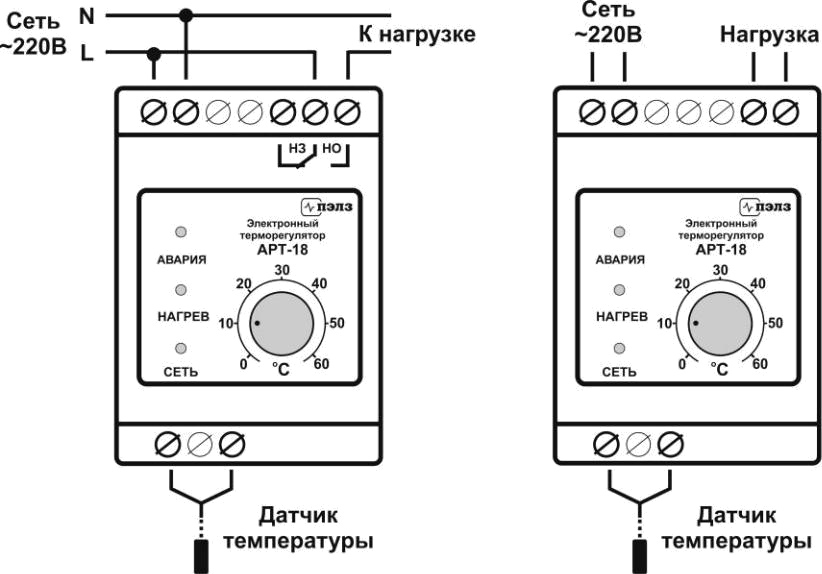 Сеть
~220В
N
L
К нагрузке
НЗ
НО
пэлз
Электронный
терморегулятор
АРТ-18
АВАРИЯ
НАГРЕВ
СЕТЬ
0
10
20
30
40
50
60
°C
Датчик
температуры
Сеть
~220В
Нагрузка
пэлз
Электронный
терморегулятор
АРТ-18
АВАРИЯ
НАГРЕВ
СЕТЬ
0
10
20
30
40
50
60
°C
Датчик
температуры